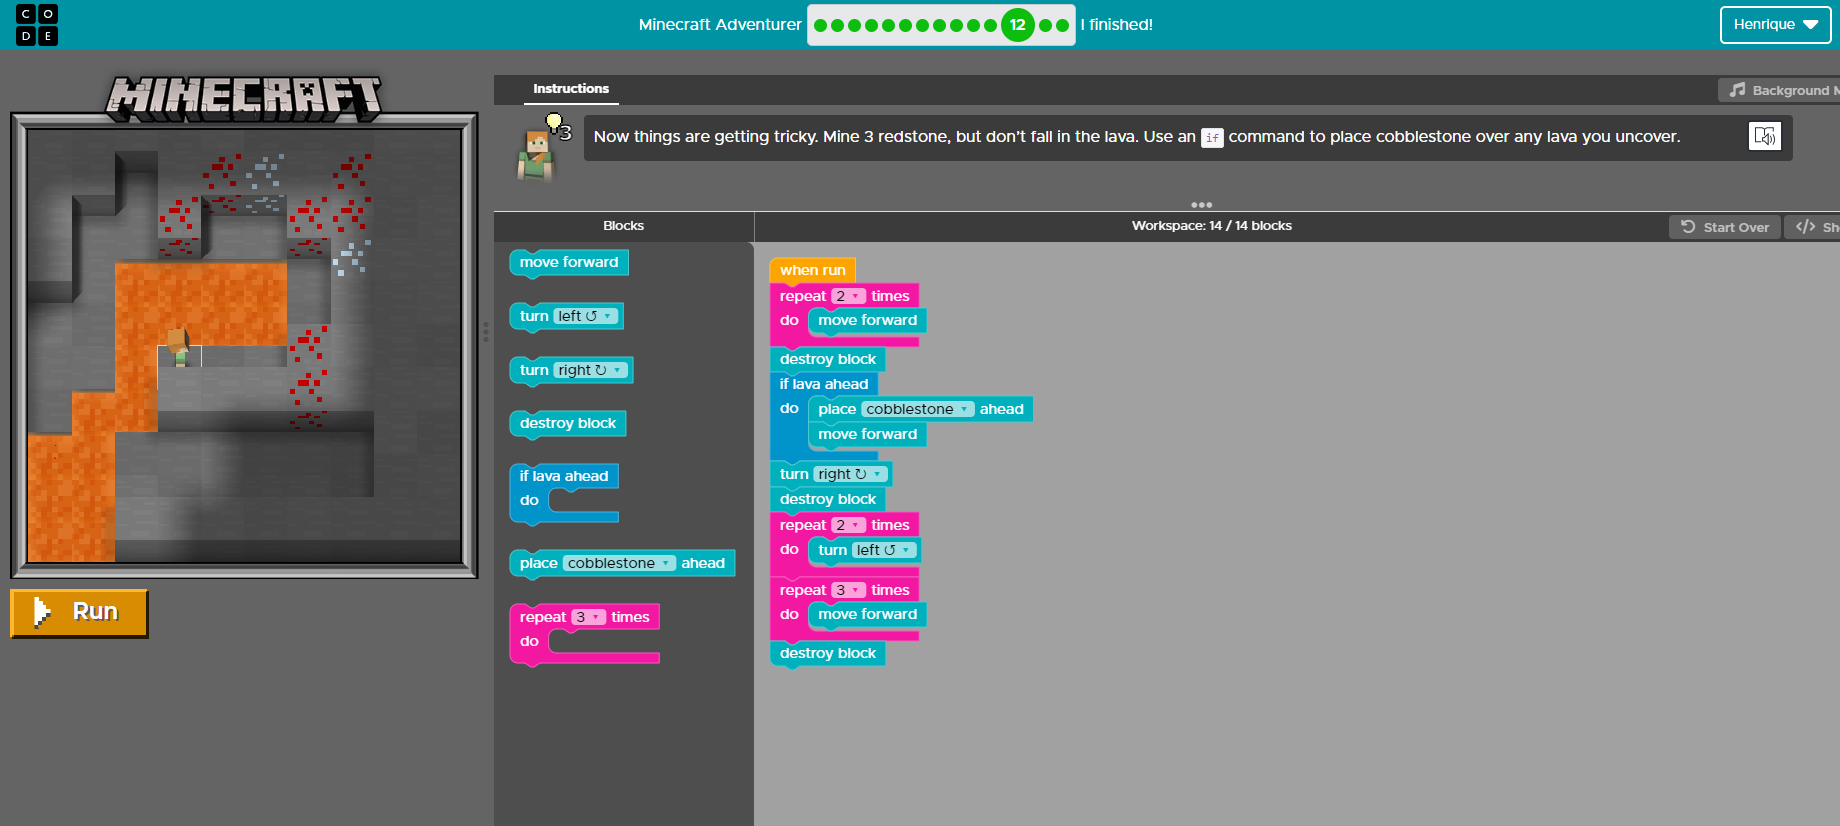 C O
D E
Minecraft Adventurer
12
I finished!
Henrique
MINECRAFT
Instructions
Background M
3
Now things are getting tricky. Mine 3 redstone, but don't fall in the lava. Use an if command to place cobblestone over any lava you uncover.
Blocks
Workspace: 14 / 14 blocks
Start Over
</> Sh
move forward
turn left ↺
turn right ↻
destroy block
if lava ahead
do
place cobblestone ahead
repeat 3 times
do
when run
repeat 2 times
do move forward
destroy block
if lava ahead
do place cobblestone ahead
move forward
turn right ↻
destroy block
repeat 2 times
do turn left ↺
repeat 3 times
do move forward
destroy block
Run